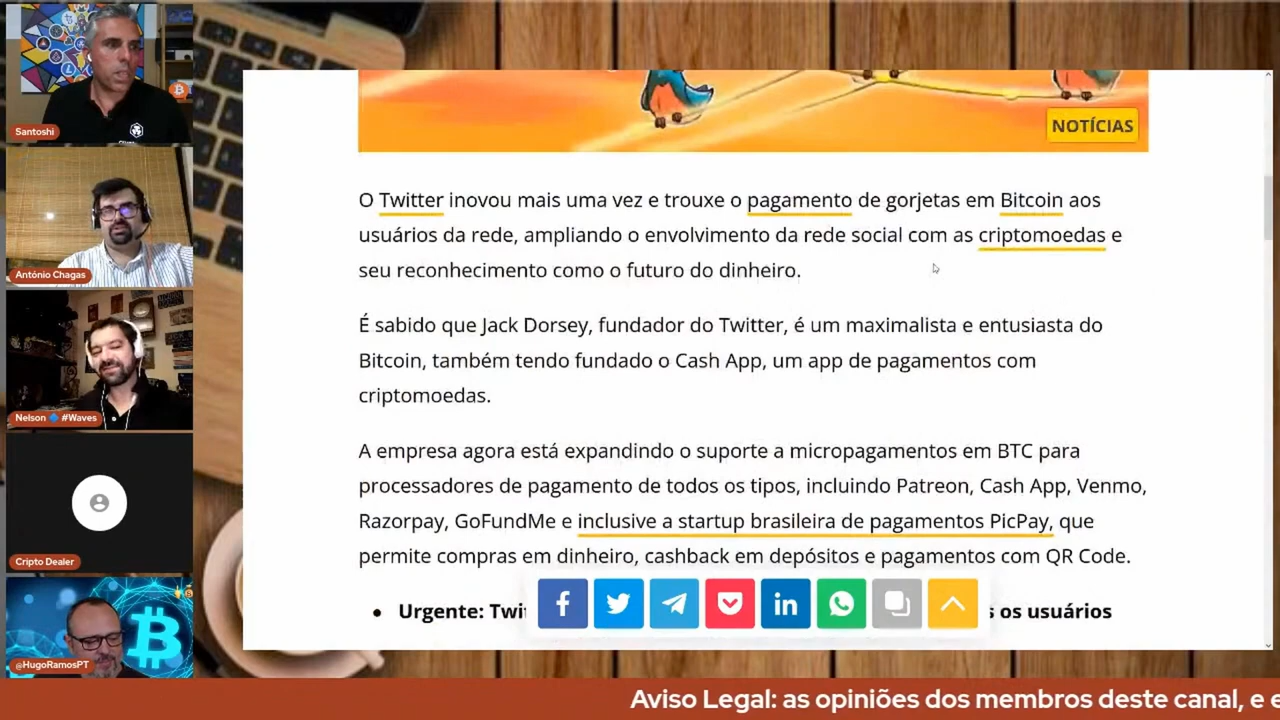 Santoshi
António Chagas
Nelson 🔷 #Waves
Cripto Dealer
@HugoRamosPT
NOTÍCIAS
O Twitter inovou mais uma vez e trouxe o pagamento de gorjetas em Bitcoin aos
usuários da rede, ampliando o envolvimento da rede social com as criptomoedas e
seu reconhecimento como o futuro do dinheiro.
É sabido que Jack Dorsey, fundador do Twitter, é um maximalista e entusiasta do
Bitcoin, também tendo fundado o Cash App, um app de pagamentos com
criptomoedas.
A empresa agora está expandindo o suporte a micropagamentos em BTC para
processadores de pagamento de todos os tipos, incluindo Patreon, Cash App, Venmo,
Razorpay, GoFundMe e inclusive a startup brasileira de pagamentos PicPay, que
permite compras em dinheiro, cashback em depósitos e pagamentos com QR Code.
• Urgente: Twi s os usuários
Aviso Legal: as opiniões dos membros deste canal, e e